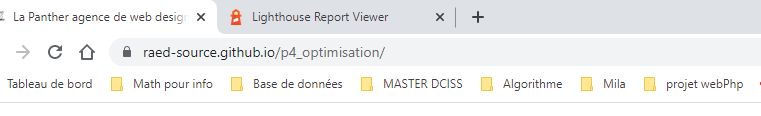 La Panther agence de web design
Lighthouse Report Viewer
raed-source.github.io/p4_optimisation/
Tableau de bord Math pour info Base de données MASTER DCISS Algorithme Mila projet webPhp